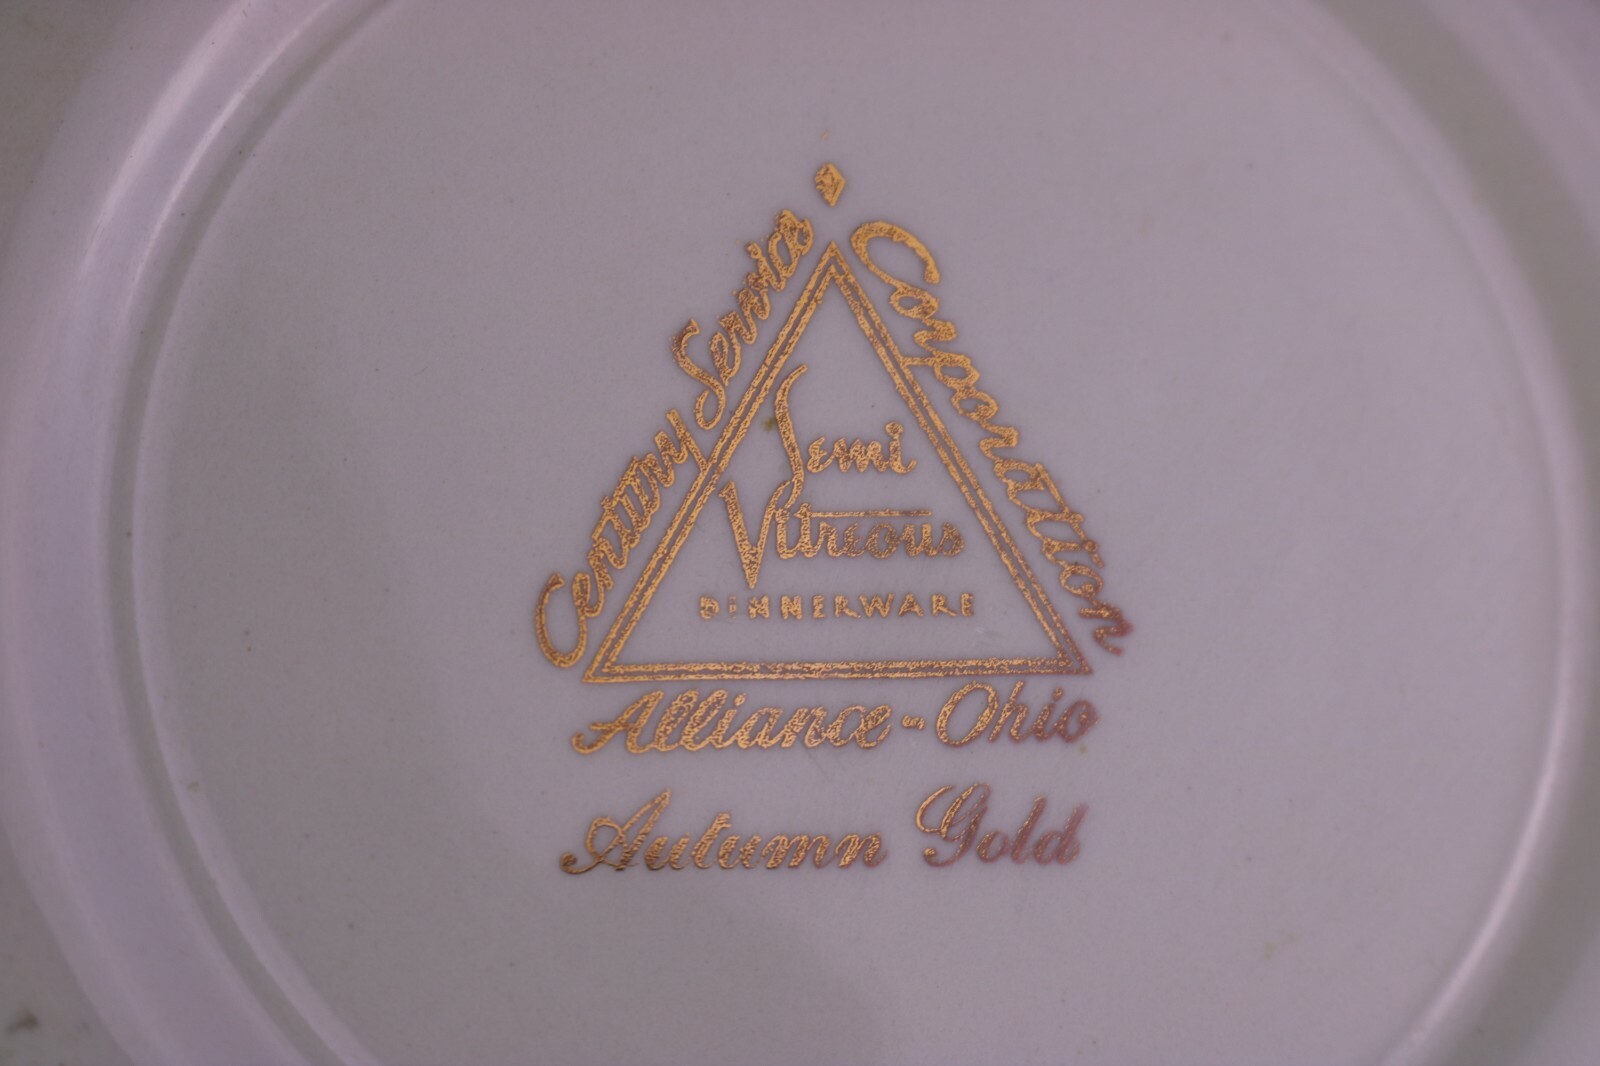 Century Service Corporation
Semi
Vitreous
DINNERWARE
Alliance - Ohio
Autumn Gold